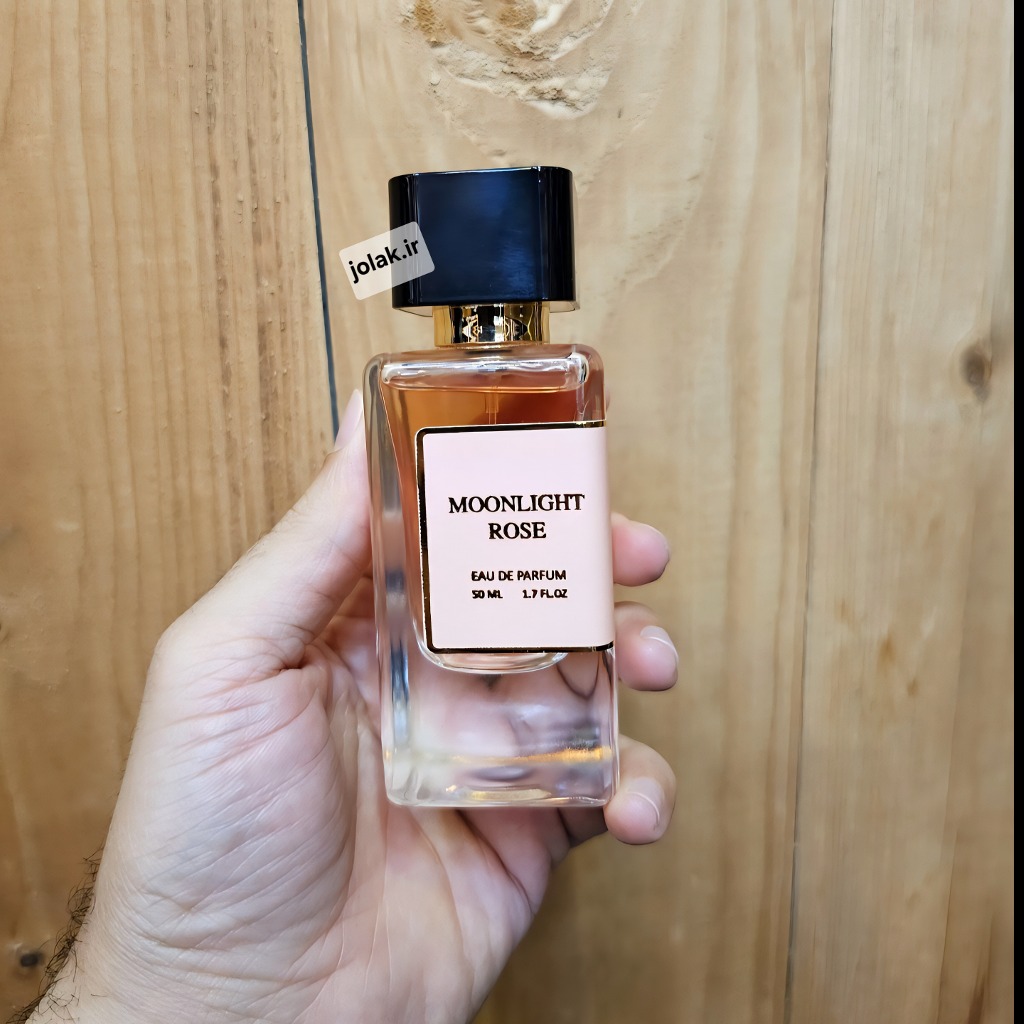 jolak.ir
MOONLIGHT
ROSE
EAU DE PARFUM
50 ML 1.7 FL.OZ